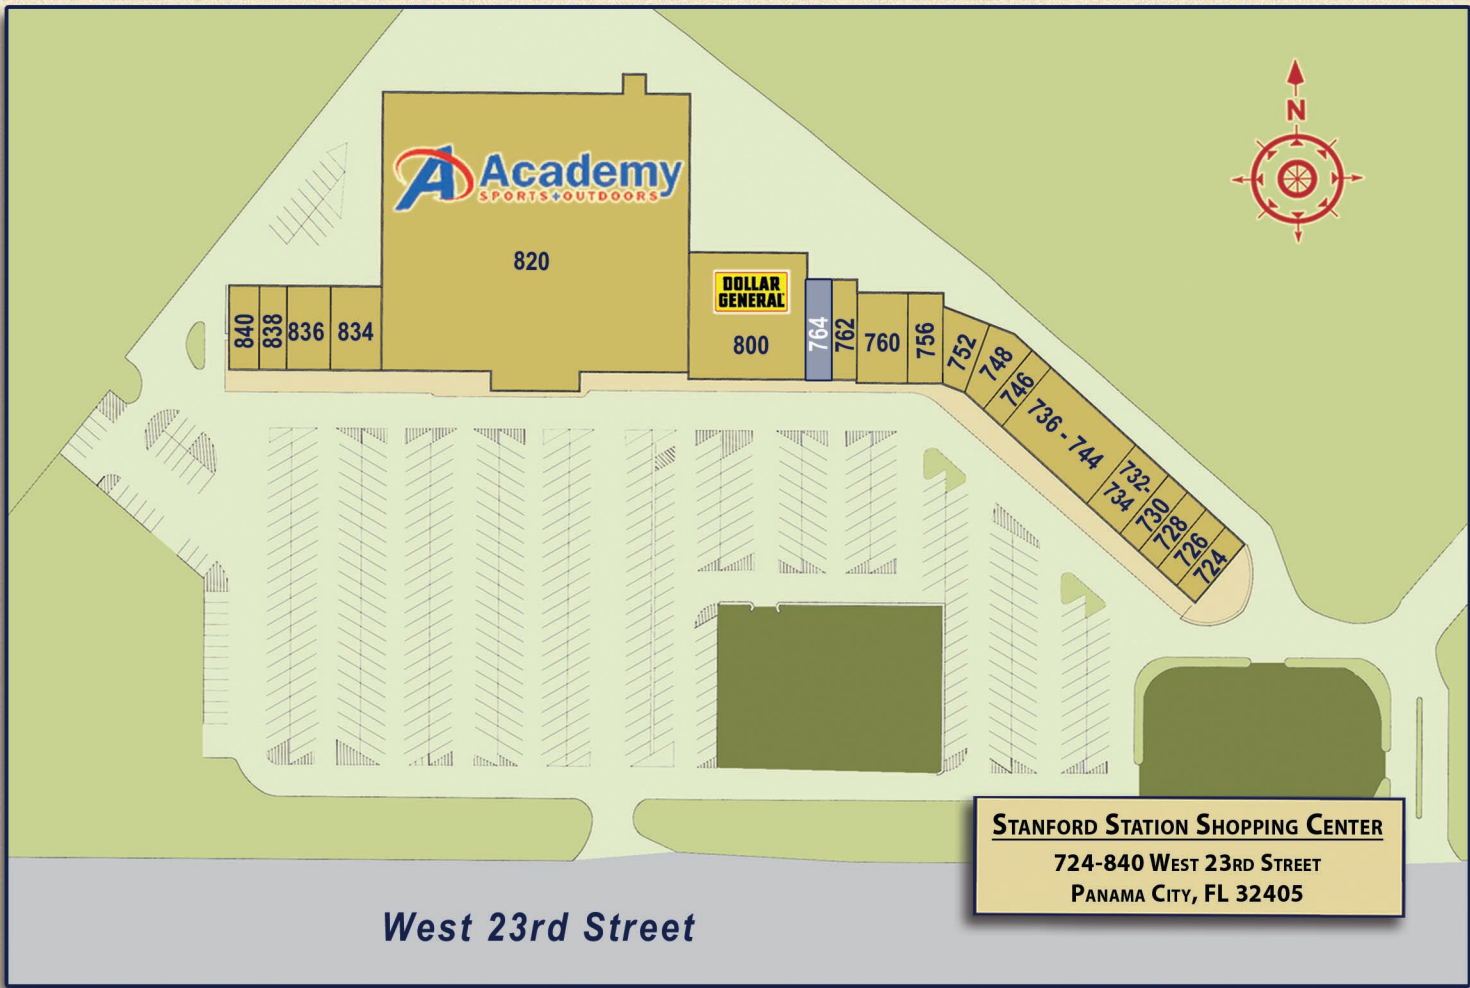 N
Academy
SPORTS+OUTDOORS
820
DOLLAR
GENERAL
800
840
838
836
834
764
762
760
756
752
748
746
736 - 744
732-
734
730
728
726
724
STANFORD STATION SHOPPING CENTER
724-840 WEST 23RD STREET
PANAMA CITY, FL 32405
West 23rd Street